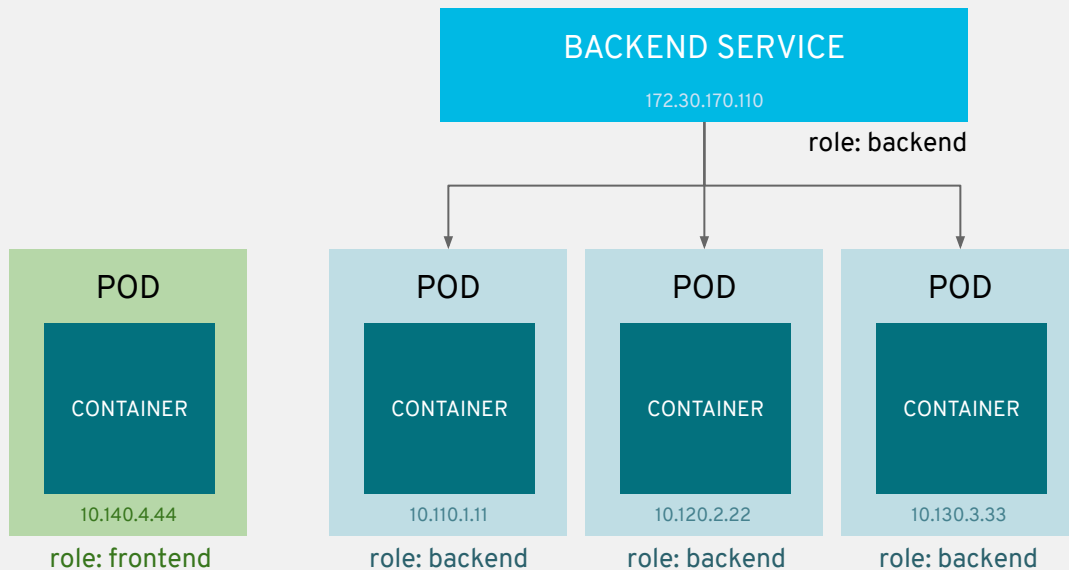 BACKEND SERVICE
172.30.170.110
role: backend
POD
CONTAINER
10.140.4.44
role: frontend
POD
CONTAINER
10.110.1.11
role: backend
POD
CONTAINER
10.120.2.22
role: backend
POD
CONTAINER
10.130.3.33
role: backend